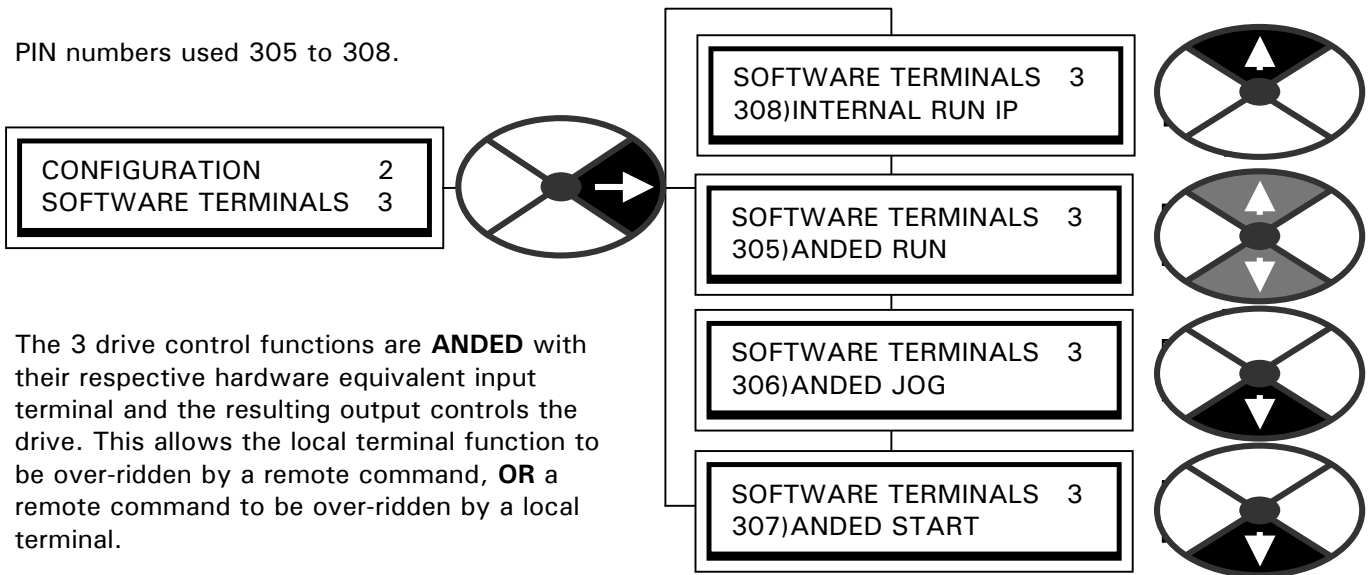 PIN numbers used 305 to 308.
CONFIGURATION 2
SOFTWARE TERMINALS 3
The 3 drive control functions are ANDED with
their respective hardware equivalent input
terminal and the resulting output controls the
drive. This allows the local terminal function to
be over-ridden by a remote command, OR a
remote command to be over-ridden by a local
terminal.
SOFTWARE TERMINALS 3
308)INTERNAL RUN IP
SOFTWARE TERMINALS 3
305)ANDED RUN
SOFTWARE TERMINALS 3
306)ANDED JOG
SOFTWARE TERMINALS 3
307)ANDED START